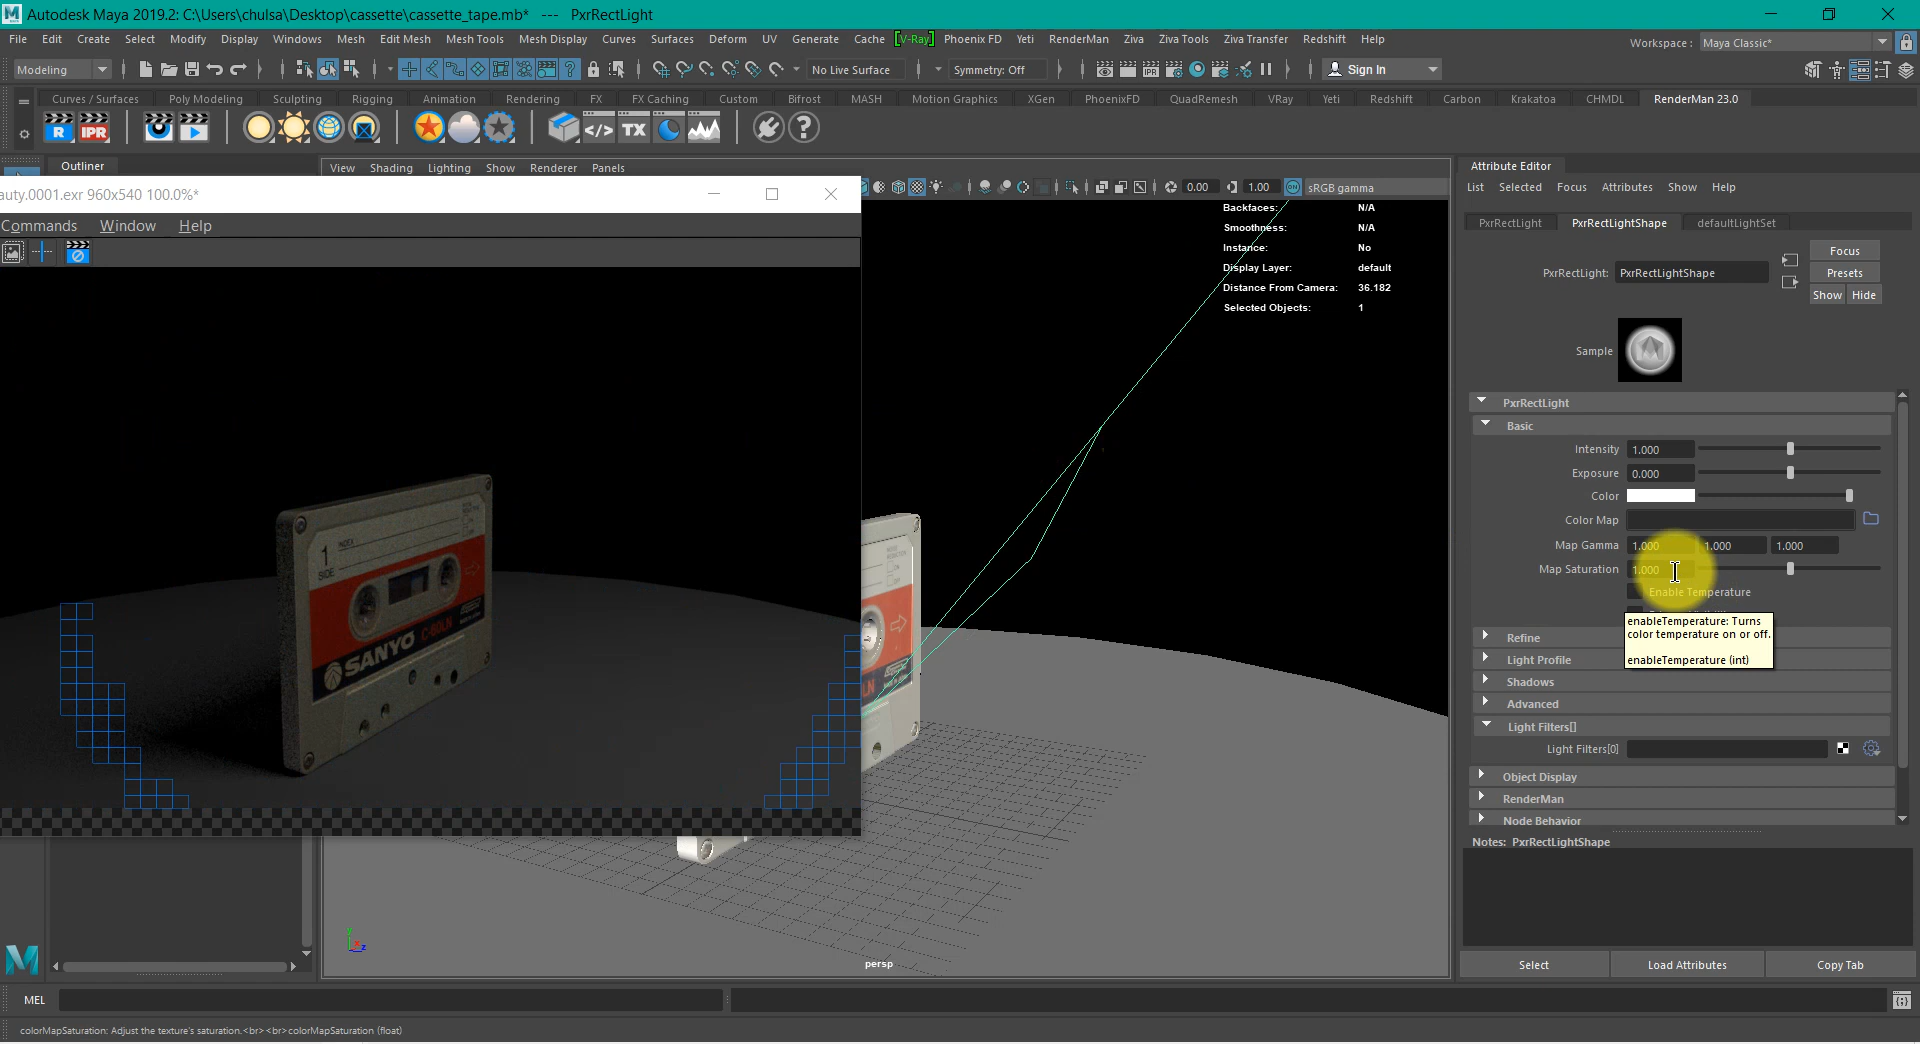 Autodesk Maya 2019.2: C:\Users\chulsa\Desktop\cassette\cassette_tape.mb* --- PxrRectLight
File Edit Create Select Modify Display Windows Mesh Edit Mesh Mesh Tools Mesh Display Curves Surfaces Deform UV Generate Cache [V-Ray] Phoenix FD Yeti RenderMan Ziva Ziva Tools Ziva Transfer Redshift Help
Workspace: Maya Classic*
Modeling
No Live Surface
Symmetry: Off
Sign In
Curves / Surfaces Poly Modeling Sculpting Rigging Animation Rendering FX FX Caching Custom Bifrost MASH Motion Graphics XGen PhoenixFD QuadRemesh VRay Yeti Redshift Carbon Krakatoa CHMDL RenderMan 23.0
R IPR TX
Outliner
View Shading Lighting Show Renderer Panels
auty.0001.exr 960x540 100.0%*
0.00 1.00 sRGB gamma
Commands Window Help
Backfaces: N/A
Smoothness: N/A
Instance: No
Display Layer: default
Distance From Camera: 36.182
Selected Objects: 1
1
SIDE
INDEX
SANYO C-60LN
LN
persp
Attribute Editor
List Selected Focus Attributes Show Help
PxrRectLight PxrRectLightShape defaultLightSet
Focus
PxrRectLight: PxrRectLightShape
Presets
Show Hide
Sample
PxrRectLight
Basic
Intensity 1.000
Exposure 0.000
Color
Color Map
Map Gamma 1.000 1.000 1.000
Map Saturation 1.000
Enable Temperature
enableTemperature: Turns
color temperature on or off.
enableTemperature (int)
Refine
Light Profile
Shadows
Advanced
Light Filters[]
Light Filters[0]
Object Display
RenderMan
Node Behavior
Notes: PxrRectLightShape
Select Load Attributes Copy Tab
MEL
colorMapSaturation: Adjust the texture's saturation.<br><br>colorMapSaturation (float)